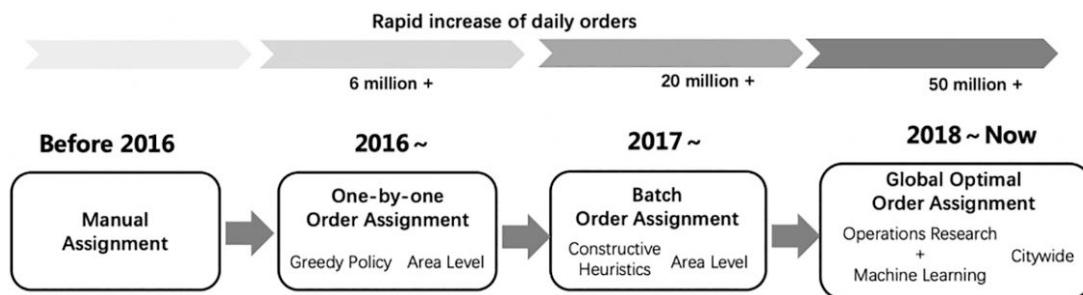 Rapid increase of daily orders
6 million +
20 million +
50 million +
Before 2016
2016 ~
2017 ~
2018 ~ Now
Manual
Assignment
One-by-one
Order Assignment
Greedy Policy
Area Level
Batch
Order Assignment
Constructive
Heuristics
Area Level
Global Optimal
Order Assignment
Operations Research
+
Machine Learning
Citywide